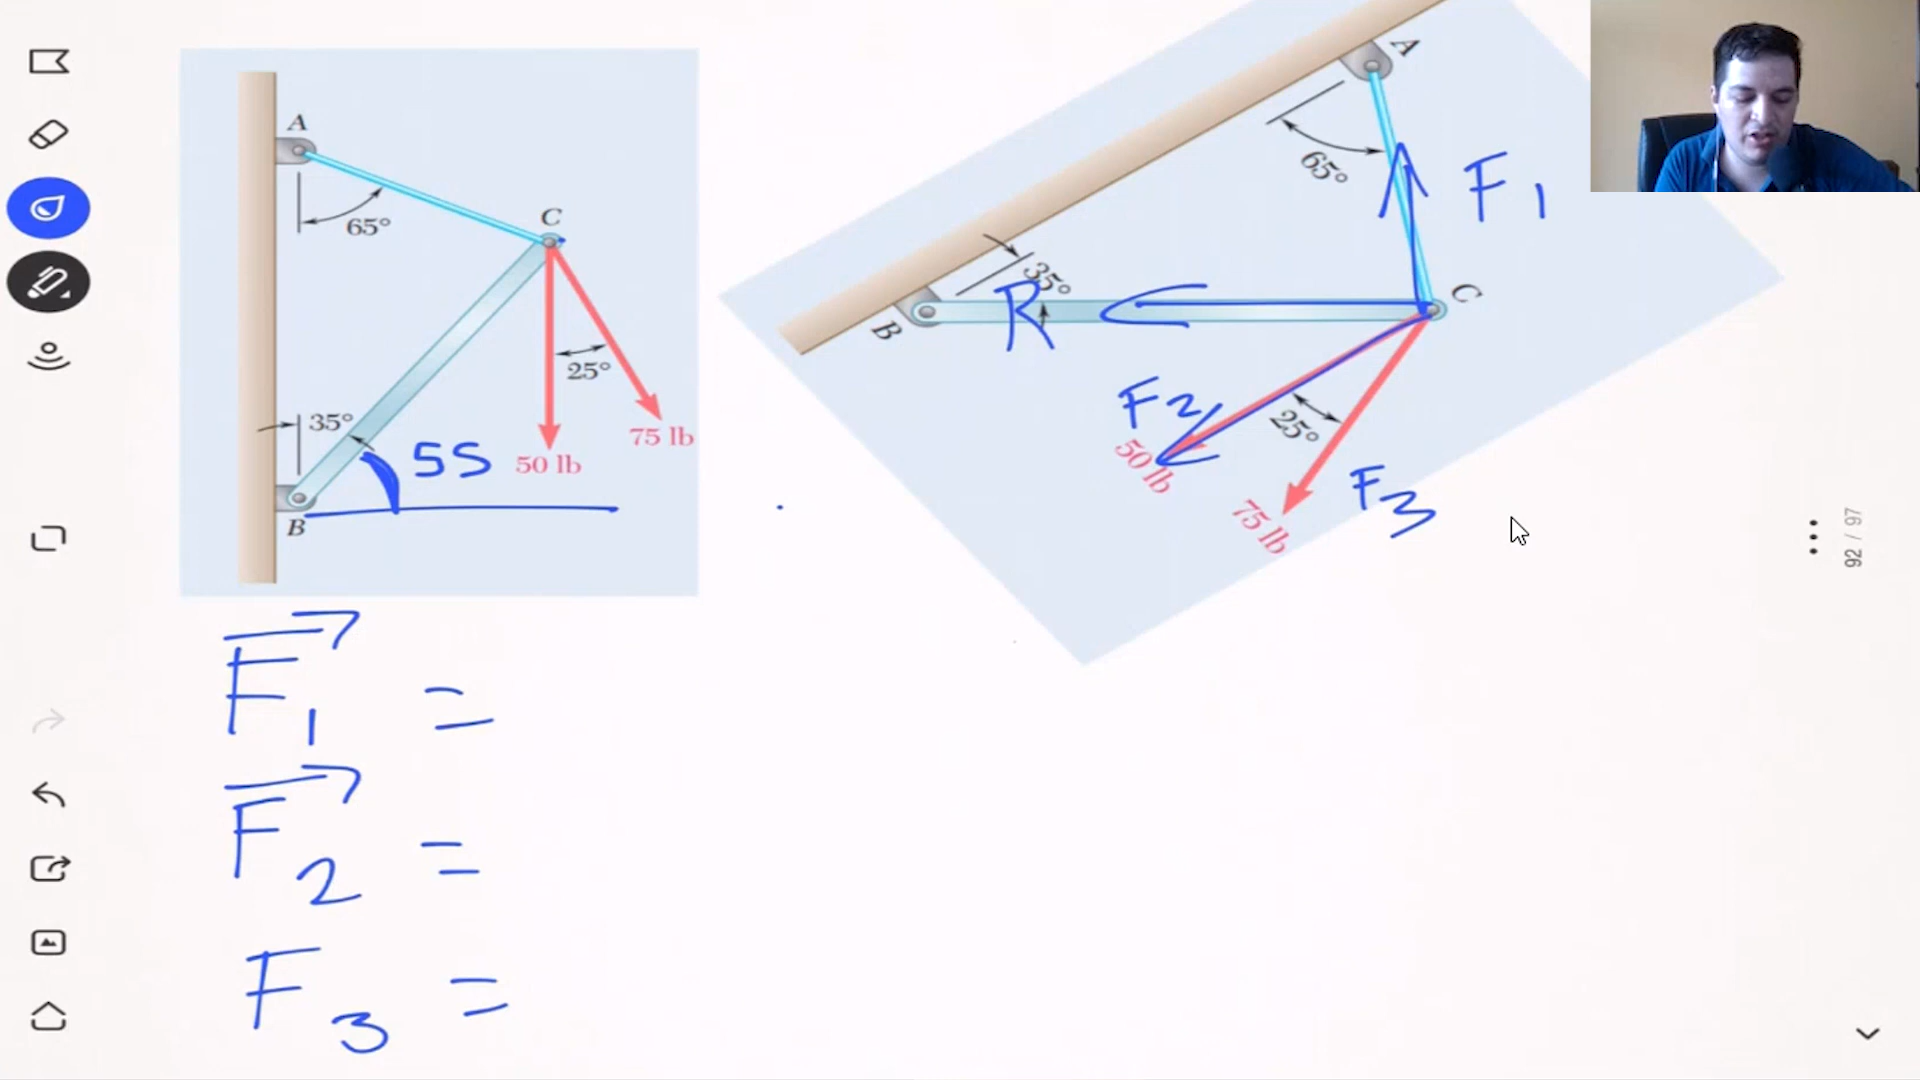 A
65°
C
25°
75 lb
50 lb
35°
55
B
A
65°
F1
35°
R
C
B
F2
50 lb
25°
75 lb
F3
92 / 97
F1 =
F2 =
F3 =